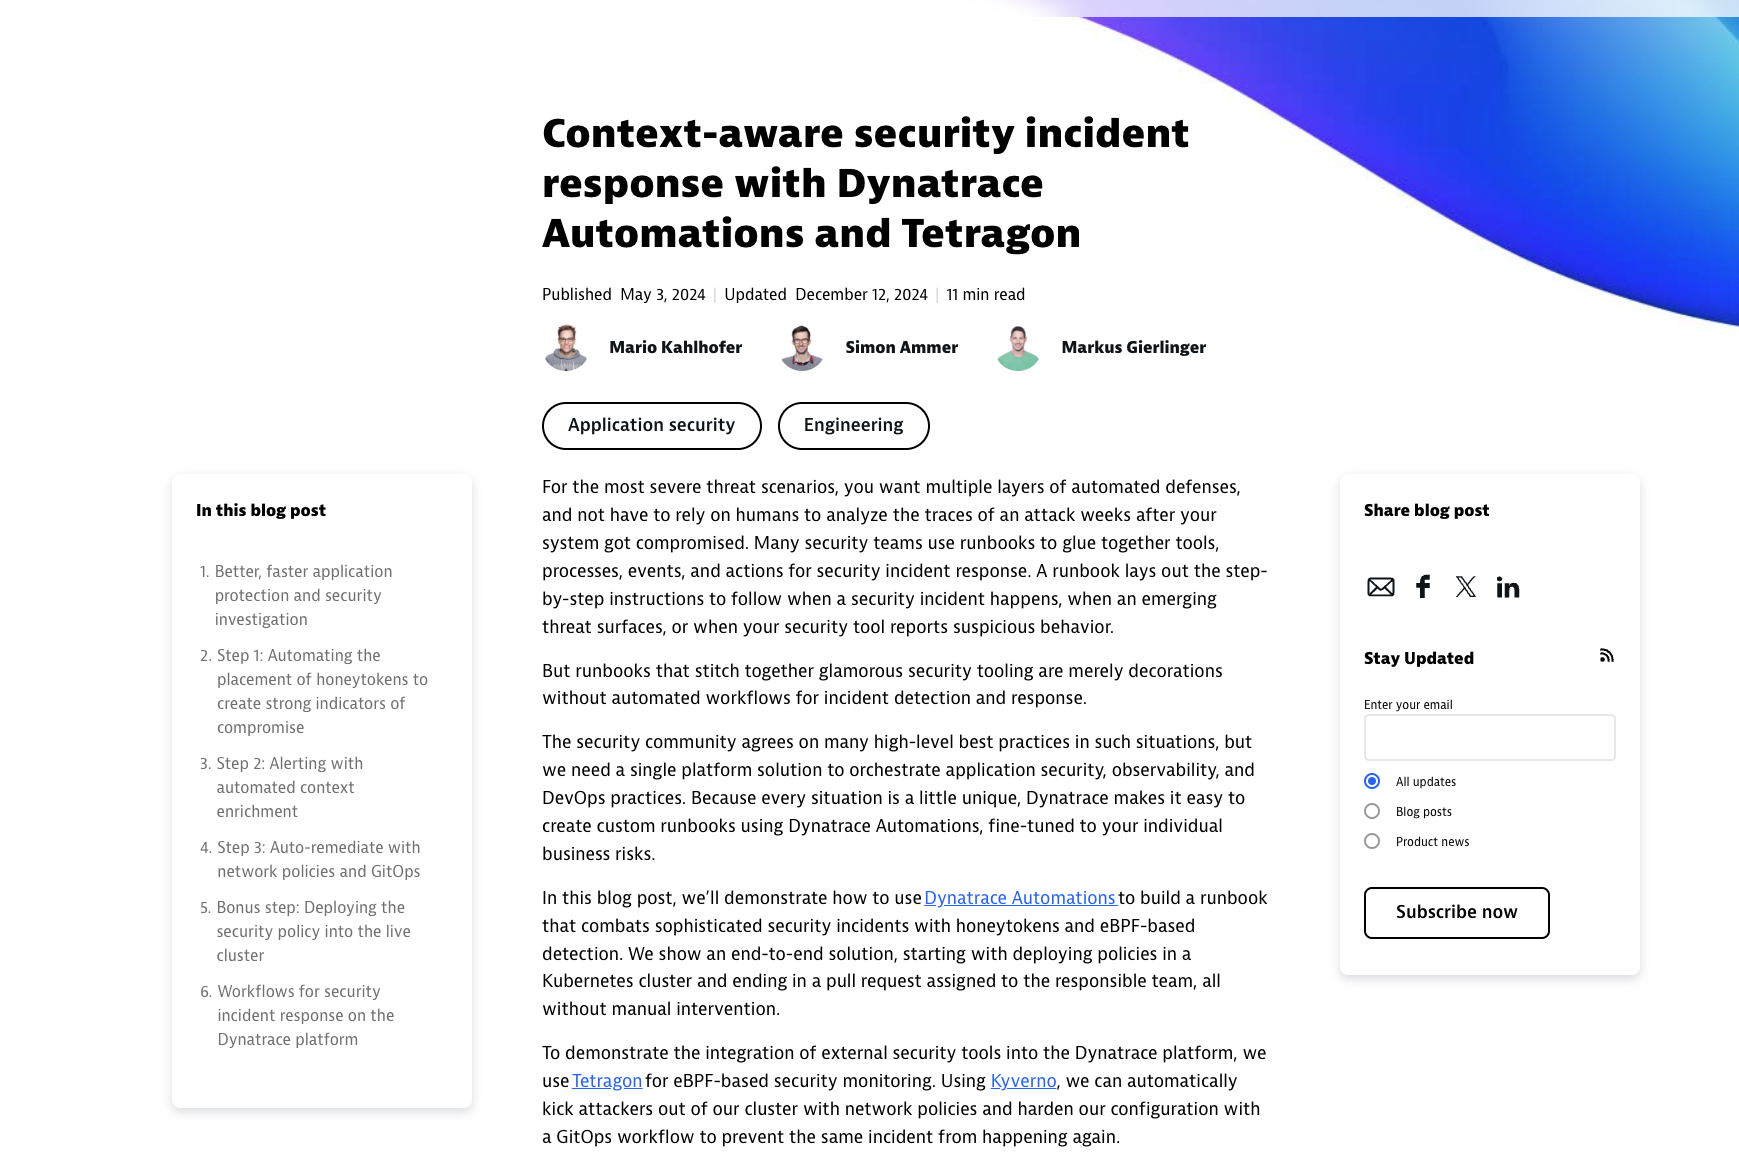 Context-aware security incident
response with Dynatrace
Automations and Tetragon
Published May 3, 2024 | Updated December 12, 2024 | 11 min read
Mario Kahlhofer Simon Ammer Markus Gierlinger
Application security Engineering
In this blog post
1. Better, faster application
protection and security
investigation
2. Step 1: Automating the
placement of honeytokens to
create strong indicators of
compromise
3. Step 2: Alerting with
automated context
enrichment
4. Step 3: Auto-remediate with
network policies and GitOps
5. Bonus step: Deploying the
security policy into the live
cluster
6. Workflows for security
incident response on the
Dynatrace platform
For the most severe threat scenarios, you want multiple layers of automated defenses,
and not have to rely on humans to analyze the traces of an attack weeks after your
system got compromised. Many security teams use runbooks to glue together tools,
processes, events, and actions for security incident response. A runbook lays out the step-
by-step instructions to follow when a security incident happens, when an emerging
threat surfaces, or when your security tool reports suspicious behavior.
But runbooks that stitch together glamorous security tooling are merely decorations
without automated workflows for incident detection and response.
The security community agrees on many high-level best practices in such situations, but
we need a single platform solution to orchestrate application security, observability, and
DevOps practices. Because every situation is a little unique, Dynatrace makes it easy to
create custom runbooks using Dynatrace Automations, fine-tuned to your individual
business risks.
In this blog post, we’ll demonstrate how to use Dynatrace Automations to build a runbook
that combats sophisticated security incidents with honeytokens and eBPF-based
detection. We show an end-to-end solution, starting with deploying policies in a
Kubernetes cluster and ending in a pull request assigned to the responsible team, all
without manual intervention.
To demonstrate the integration of external security tools into the Dynatrace platform, we
use Tetragon for eBPF-based security monitoring. Using Kyverno, we can automatically
kick attackers out of our cluster with network policies and harden our configuration with
a GitOps workflow to prevent the same incident from happening again.
Share blog post
Stay Updated
Enter your email
All updates
Blog posts
Product news
Subscribe now